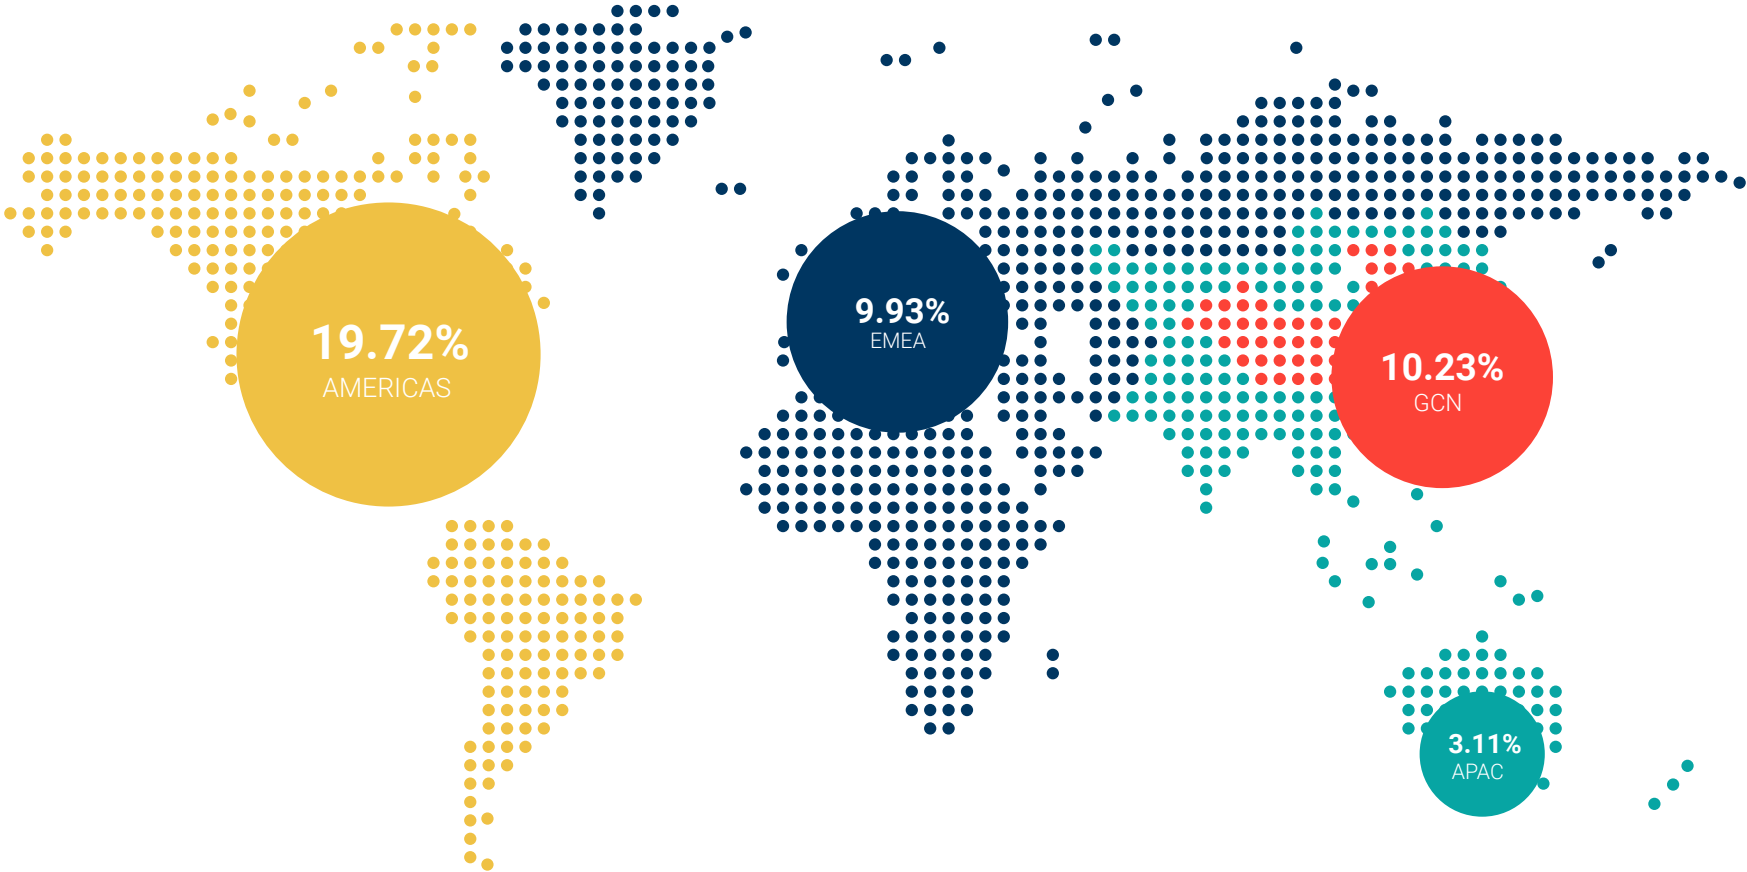 19.72%
AMERICAS
9.93%
EMEA
10.23%
GCN
3.11%
APAC